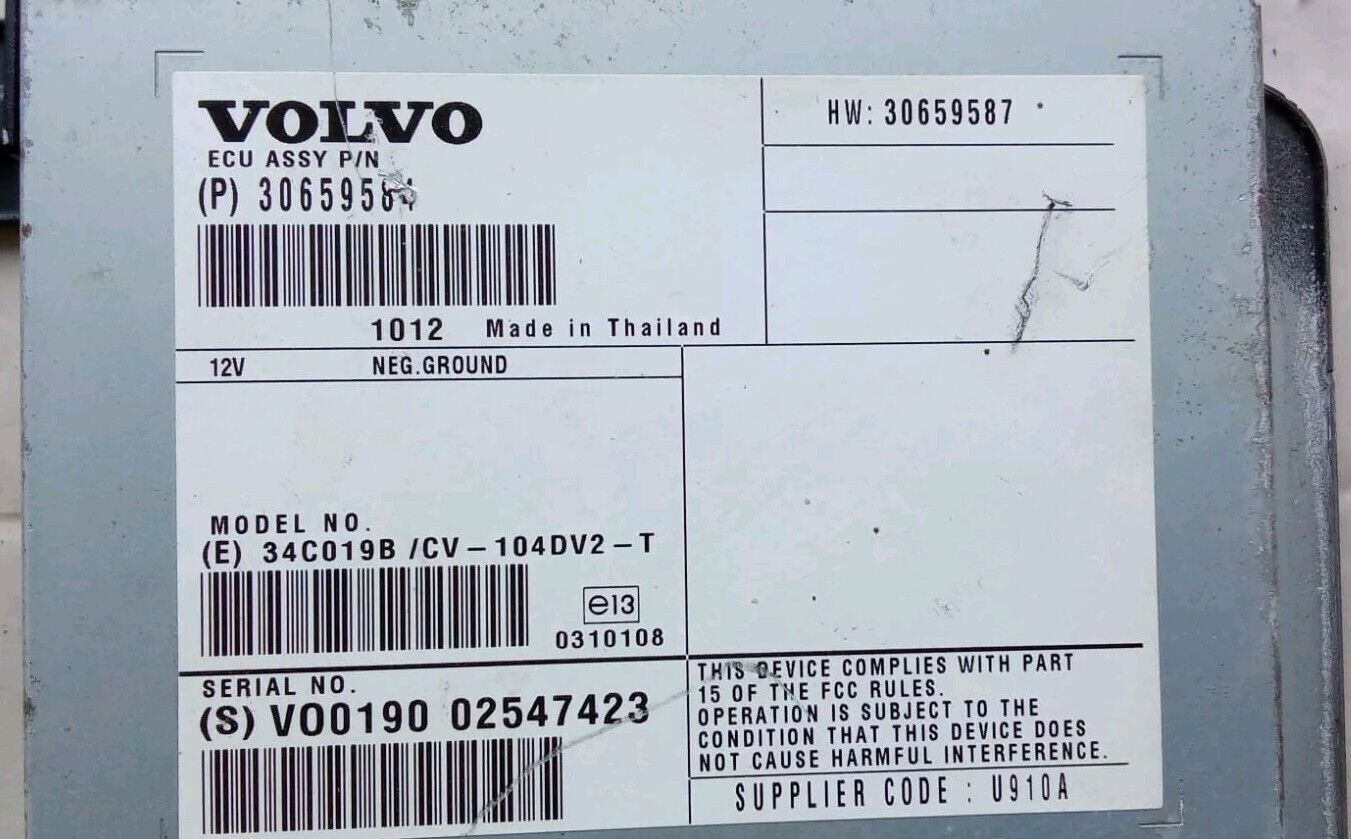 VOLVO
ECU ASSY P/N
(P) 30659584
HW: 30659587
1012 Made in Thailand
12V NEG.GROUND
MODEL NO.
(E) 34C019B /CV-104DV2-T
e13
0310108
SERIAL NO.
(S) V00190 02547423
THIS DEVICE COMPLIES WITH PART
15 OF THE FCC RULES.
OPERATION IS SUBJECT TO THE
CONDITION THAT THIS DEVICE DOES
NOT CAUSE HARMFUL INTERFERENCE.
SUPPLIER CODE : U910A